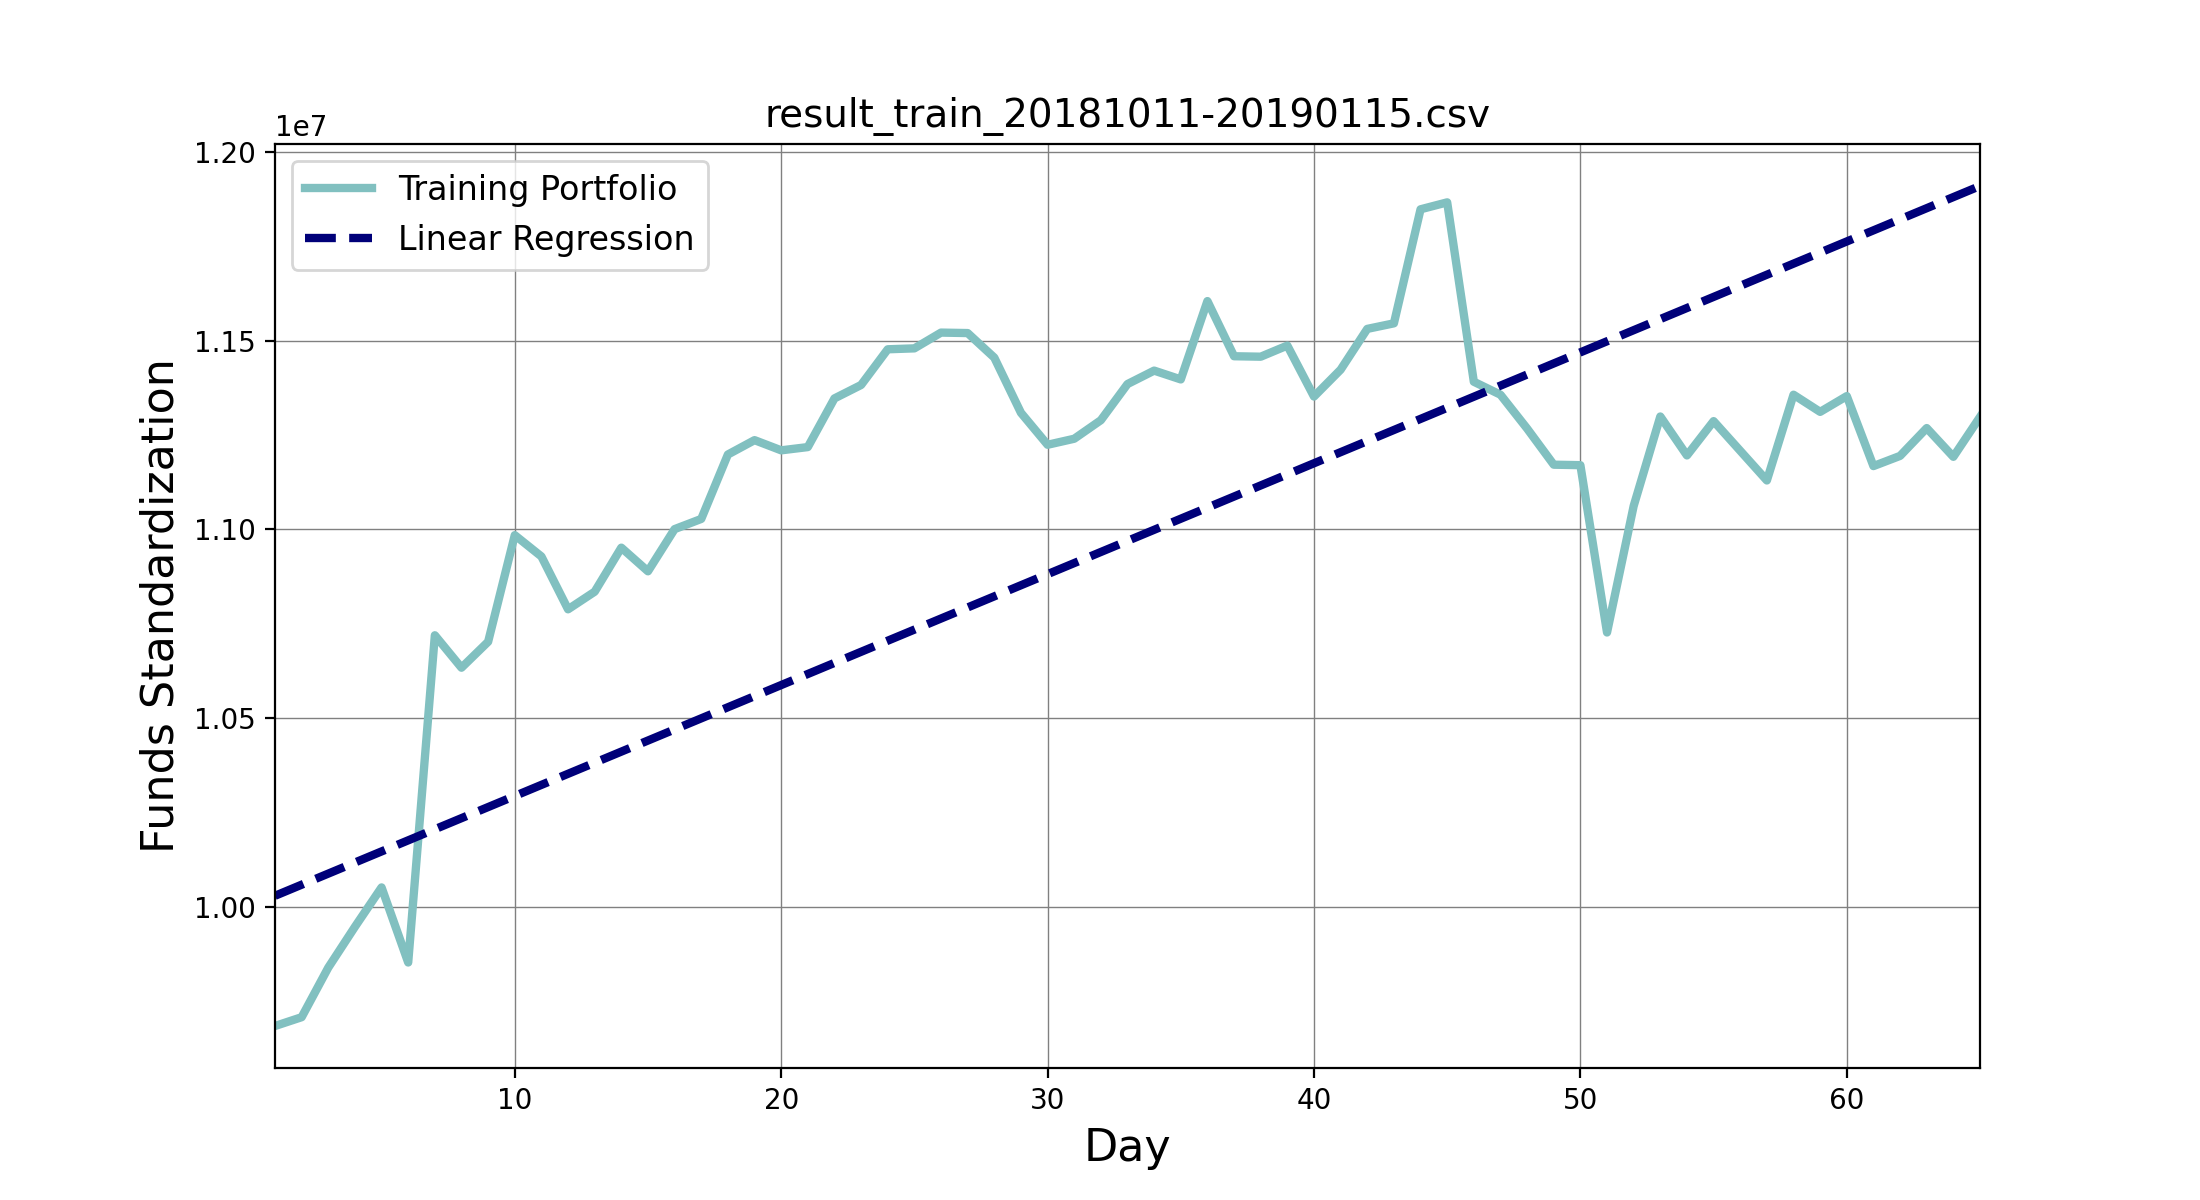 result_train_20181011-20190115.csv
1e7
Training Portfolio
Linear Regression
Funds Standardization
1.20
1.15
1.10
1.05
1.00
10 20 30 40 50 60
Day